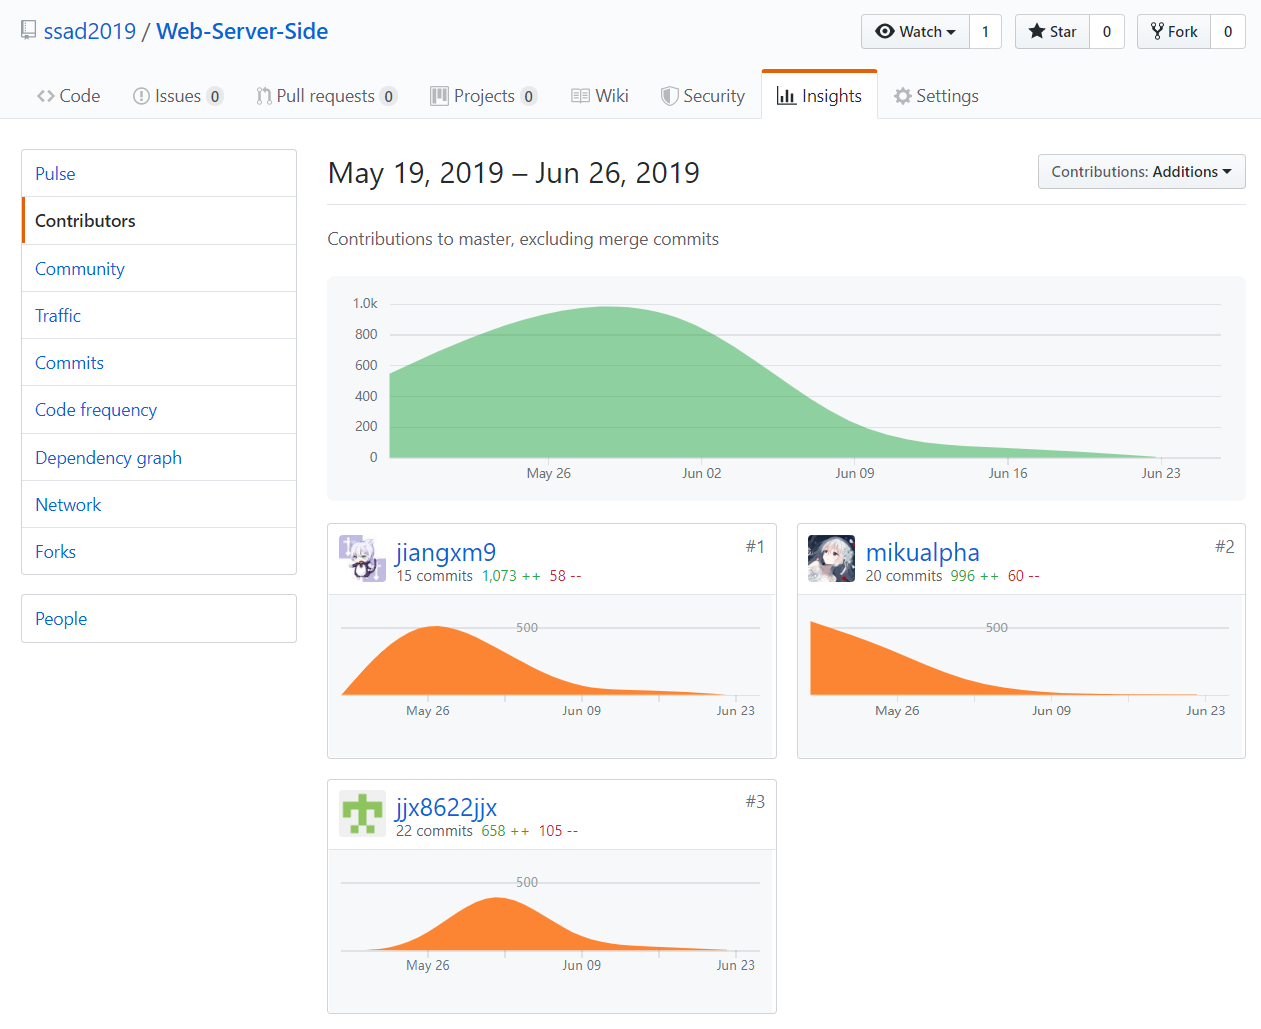 ssad2019 / Web-Server-Side
Watch 1 Star 0 Fork 0
Code Issues 0 Pull requests 0 Projects 0 Wiki Security Insights Settings
Pulse
Contributors
Community
Traffic
Commits
Code frequency
Dependency graph
Network
Forks
People
May 19, 2019 – Jun 26, 2019
Contributions: Additions
Contributions to master, excluding merge commits
1.0k
800
600
400
200
0
May 26 Jun 02 Jun 09 Jun 16 Jun 23
jiangxm9 #1
15 commits 1,073 ++ 58 --
500
May 26 Jun 09 Jun 23
mikualpha #2
20 commits 996 ++ 60 --
500
May 26 Jun 09 Jun 23
jjx8622jjx #3
22 commits 658 ++ 105 --
500
May 26 Jun 09 Jun 23